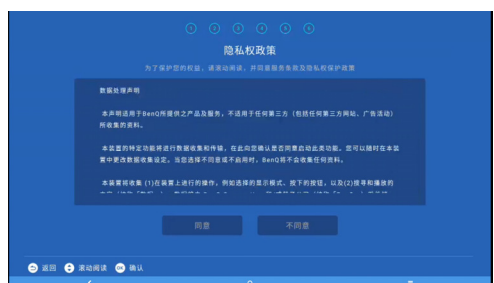 1 2 3 4 5 6
隐私权政策
为了保护您的权益，请滚动阅读，并同意服务条款及隐私权保护政策
数据处理声明
本声明适用于BenQ所提供之产品及服务，不适用于任何第三方（包括任何第三方网站、广告活动）
所收集的资料。
本装置的特定功能将进行数据收集和传输，在此向您确认是否同意启动此类功能。您可以随时在本装
置中更改数据收集设定。当您选择不同意或不启用时，BenQ将不会收集任何资料。
本装置将收集 (1)在装置上进行的操作，例如选择的显示模式、按下的按钮，以及(2)搜寻和播放的
同意 不同意
返回 滚动阅读 OK 确认